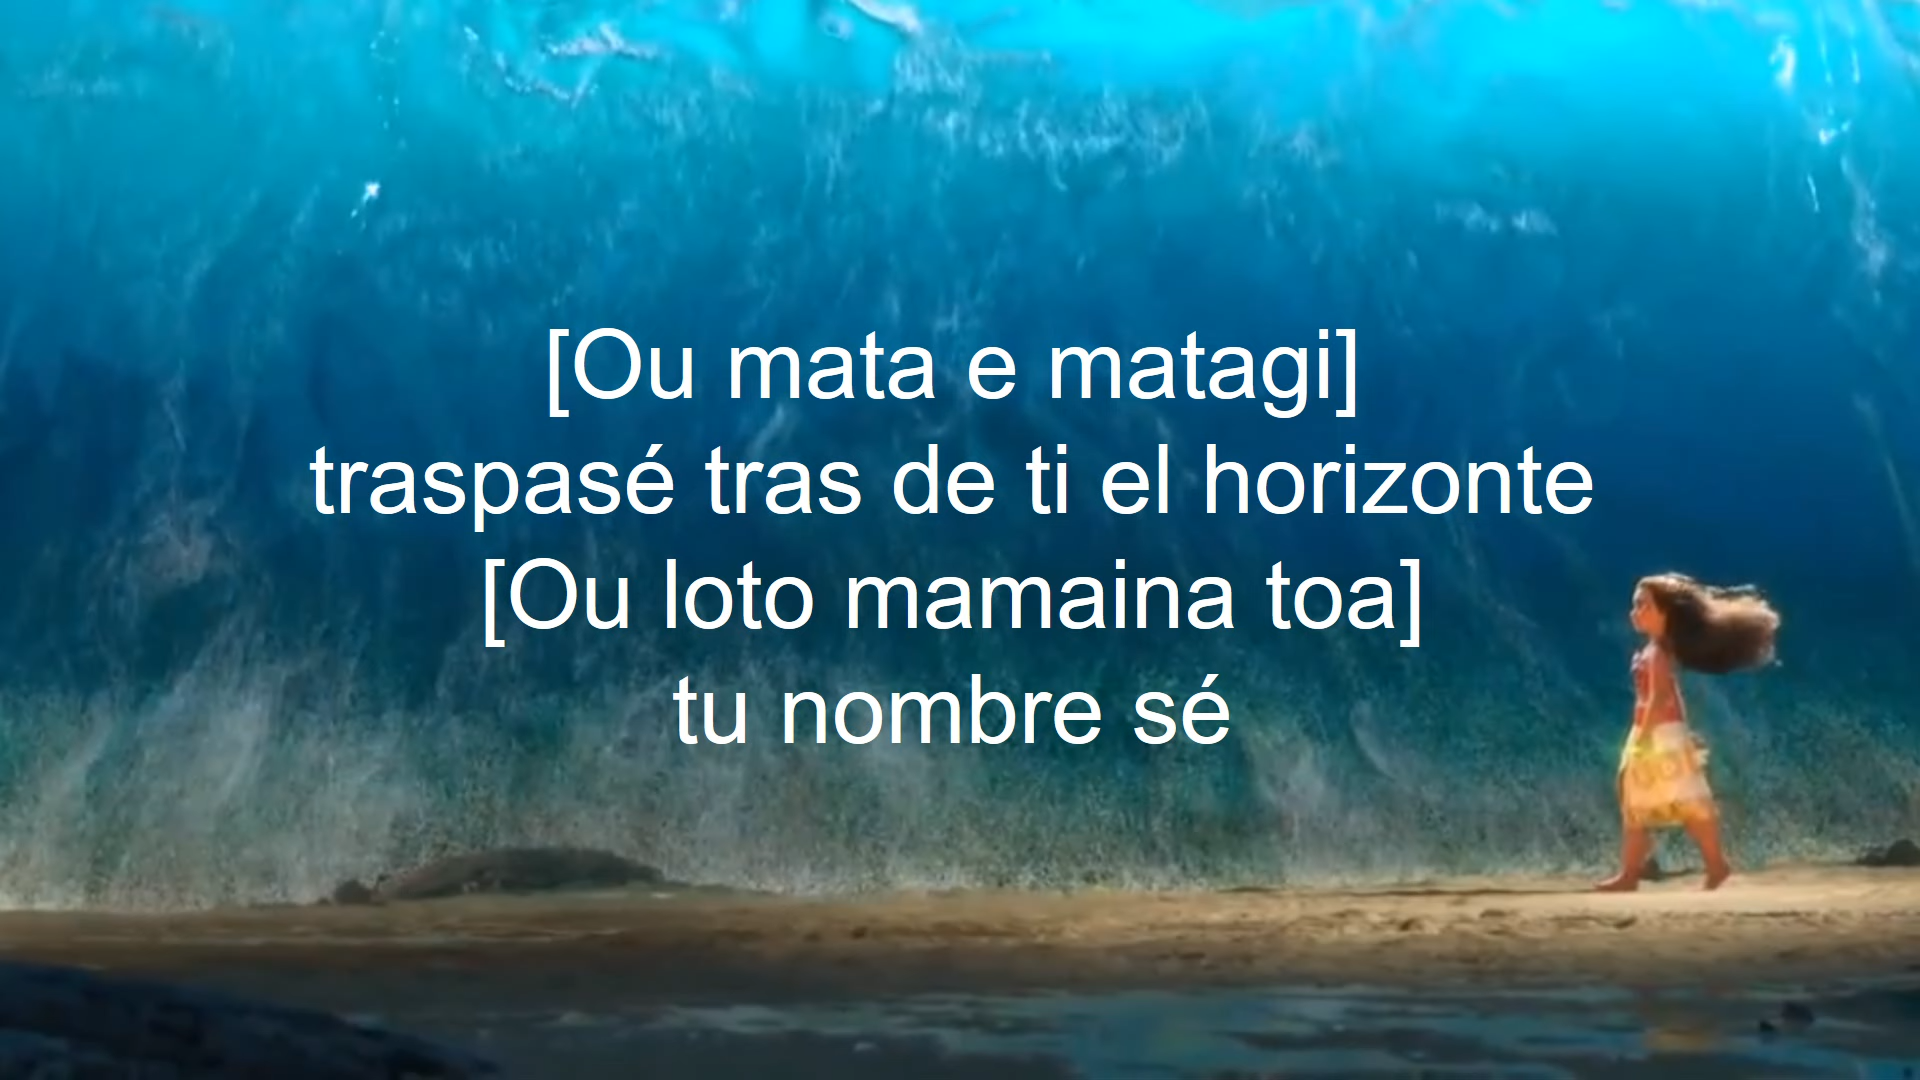 [Ou mata e matagi]
traspasé tras de ti el horizonte
[Ou loto mamaina toa]
tu nombre sé